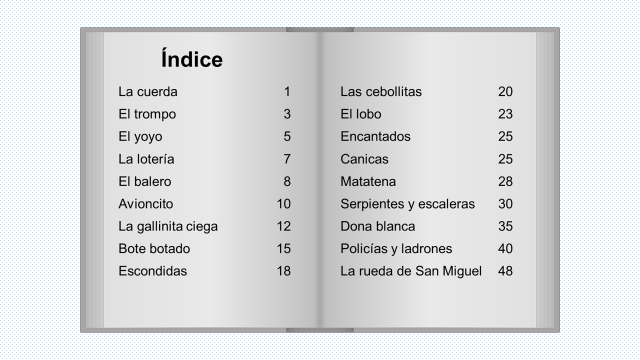 Índice
La cuerda 1
El trompo 3
El yoyo 5
La lotería 7
El balero 8
Avioncito 10
La gallinita ciega 12
Bote botado 15
Escondidas 18
Las cebollitas 20
El lobo 23
Encantados 25
Canicas 25
Matatena 28
Serpientes y escaleras 30
Dona blanca 35
Policías y ladrones 40
La rueda de San Miguel 48